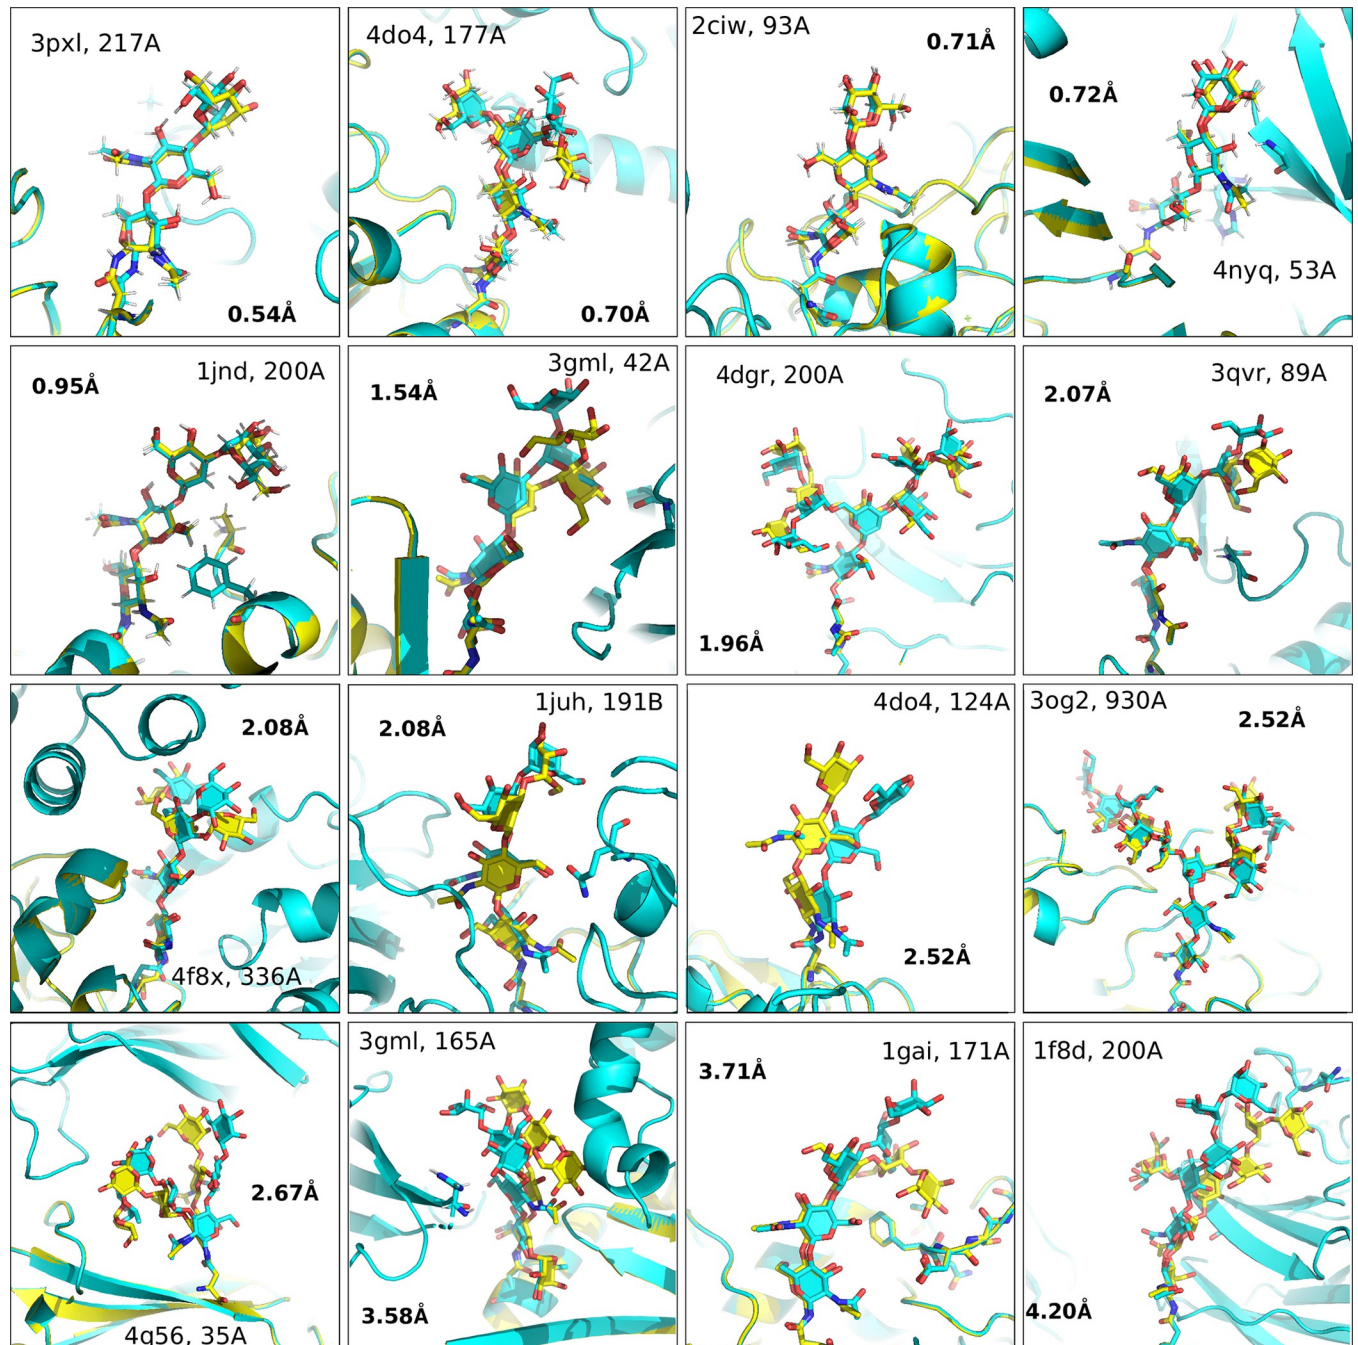 3pxl, 217A
0.54Å
4do4, 177A
0.70Å
2ciw, 93A
0.71Å
0.72Å
4nyq, 53A
0.95Å
1jnd, 200A
3gml, 42A
1.54Å
4dgr, 200A
1.96Å
3qvr, 89A
2.07Å
2.08Å
4f8x, 336A
1juh, 191B
2.08Å
4do4, 124A
2.52Å
3og2, 930A
2.52Å
2.67Å
4q56, 35A
3gml, 165A
3.58Å
1gai, 171A
3.71Å
1f8d, 200A
4.20Å